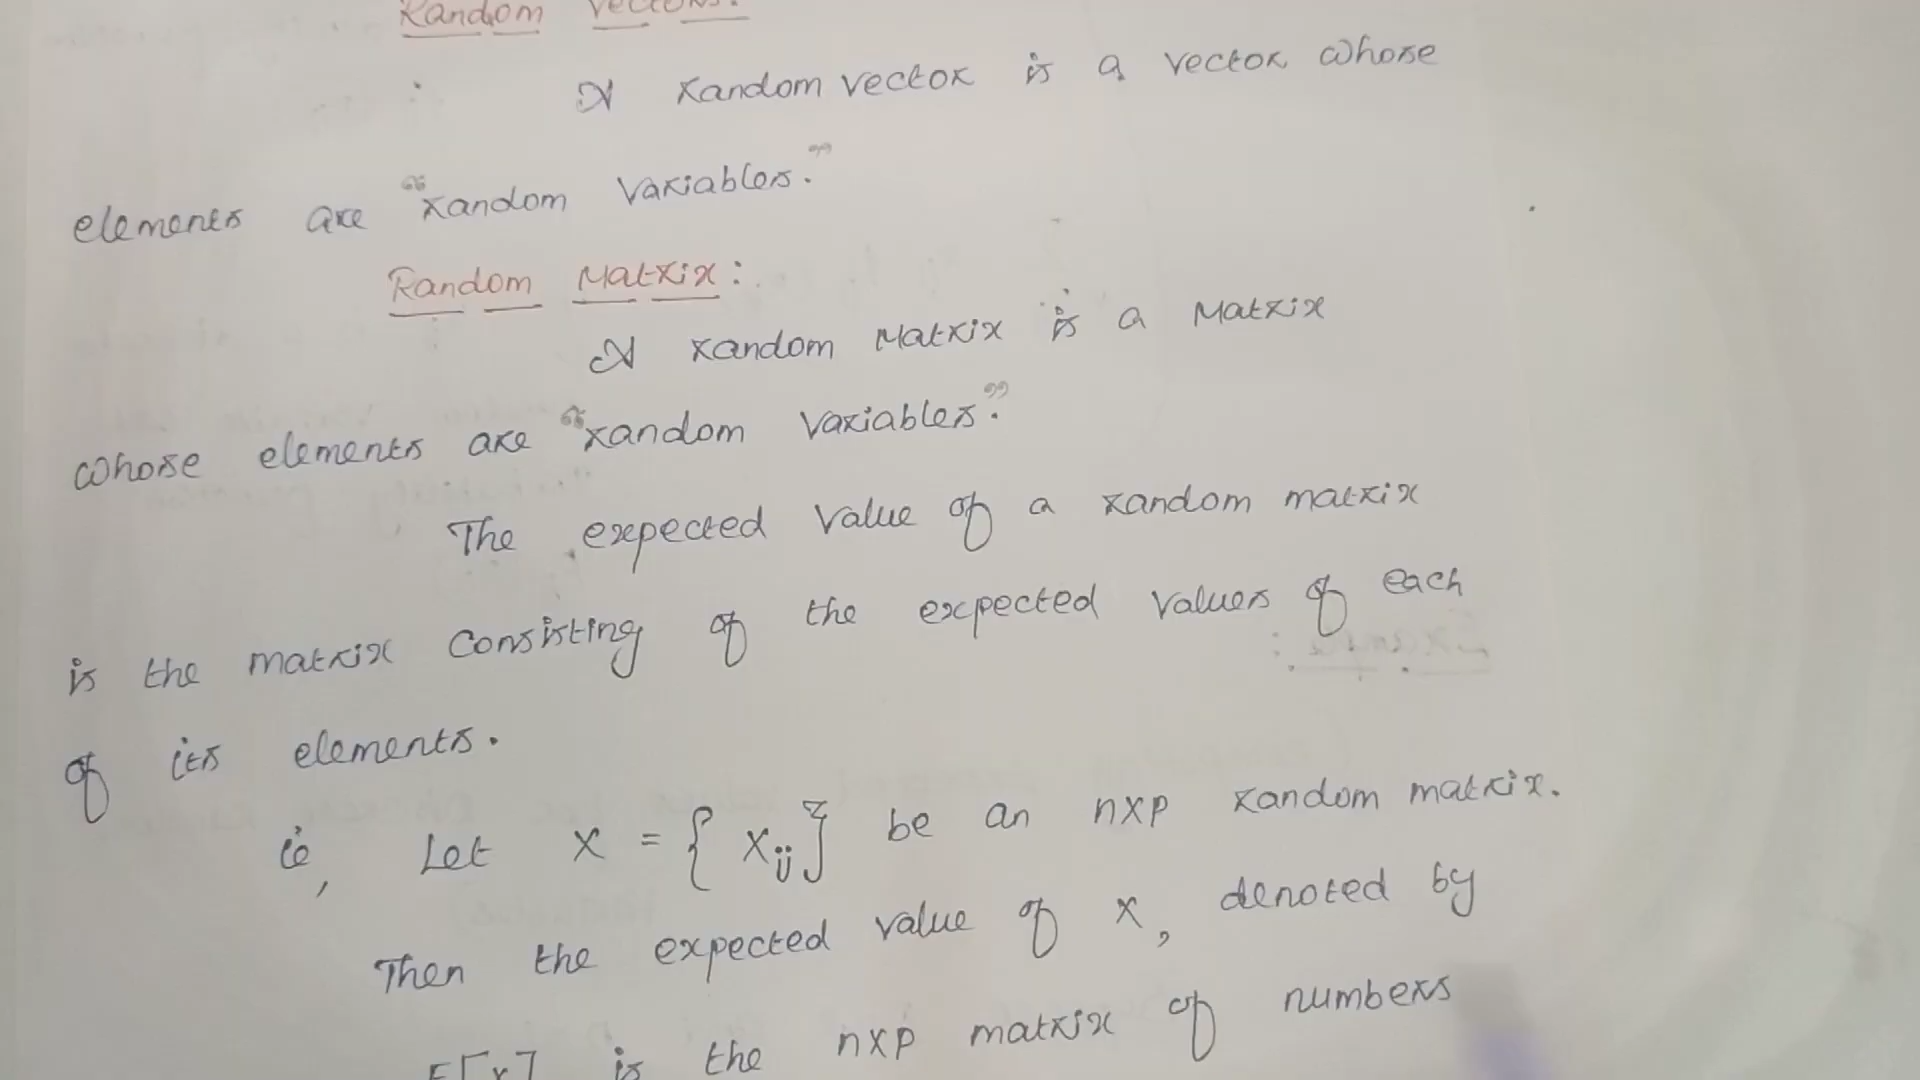 Random Vectors:
A random vector is a vector whose
elements are "random variables."
Random Matrix:
A random Matrix is a Matrix
whose elements are "random variables."
The expected value of a random matrix
is the matrix consisting of the expected values of each
of its elements.
ie, Let X = { Xij } be an nxp random matrix.
Then the expected value of X, denoted by
E[X] is the nxp matrix of numbers